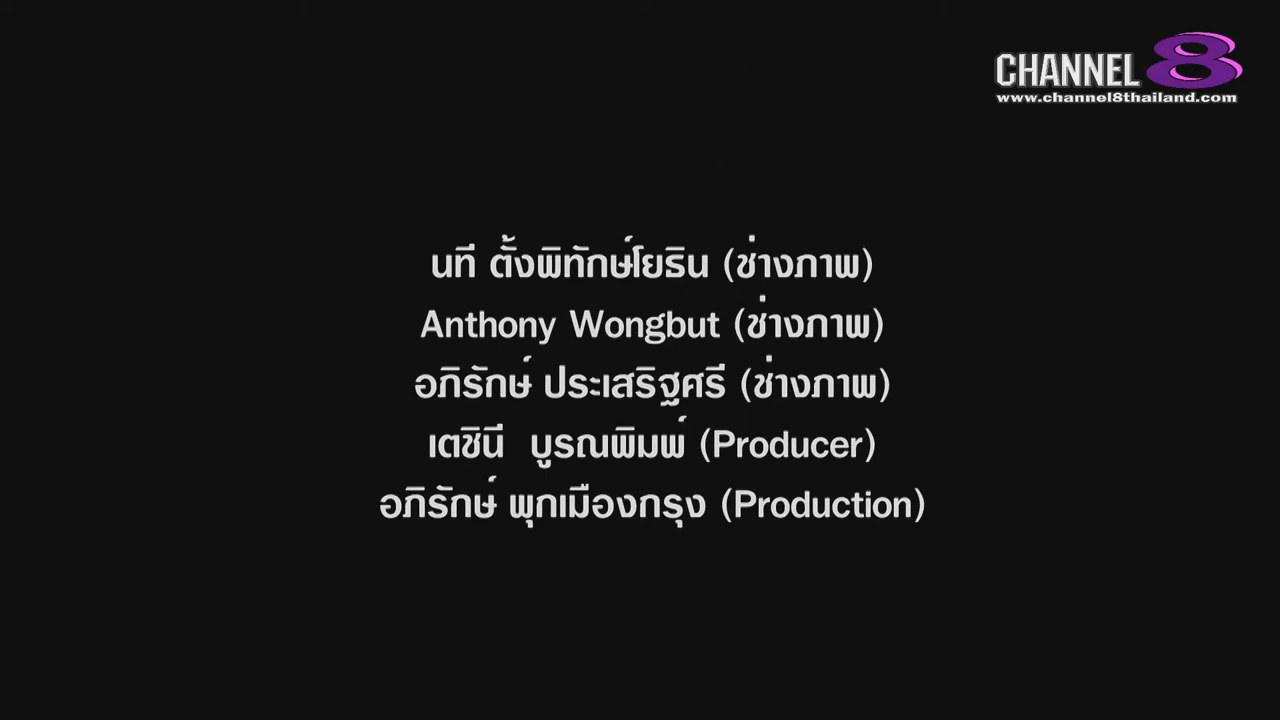 CHANNEL 8
www.channel8thailand.com
นที ตั้งพิทักษ์โยธิน (ช่างภาพ)
Anthony Wongbut (ช่างภาพ)
อภิรักษ์ ประเสริฐศรี (ช่างภาพ)
เตชินี บูรณพิมพ์ (Producer)
อภิรักษ์ พุกเมืองกรุง (Production)